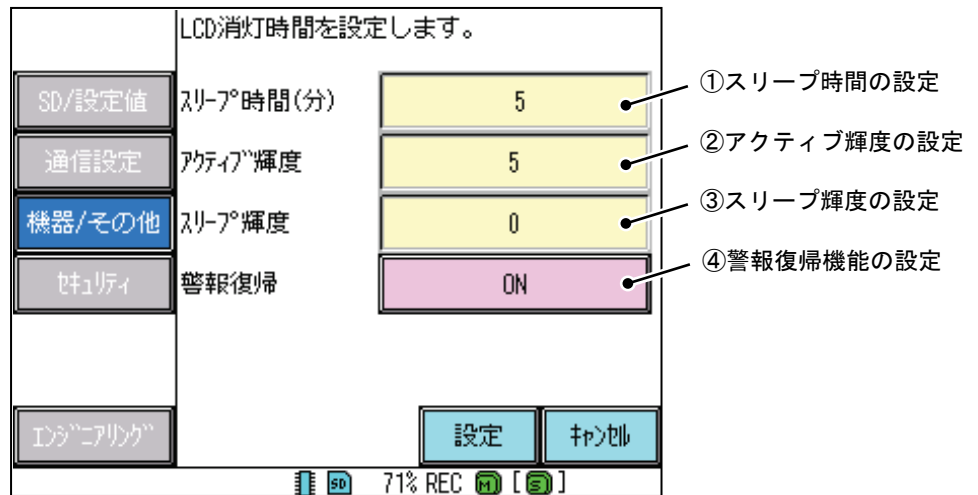 LCD消灯時間を設定します。
SD/設定値
ｽﾘｰﾌﾟ時間(分)
5
①スリープ時間の設定
通信設定
ｱｸﾃｨﾌﾞ輝度
5
②アクティブ輝度の設定
機器/その他
ｽﾘｰﾌﾟ輝度
0
③スリープ輝度の設定
ｾｷｭﾘﾃｨ
警報復帰
ON
④警報復帰機能の設定
ｴﾝｼﾞﾆｱﾘﾝｸﾞ
設定
ｷｬﾝｾﾙ
SD 71% REC M [S]